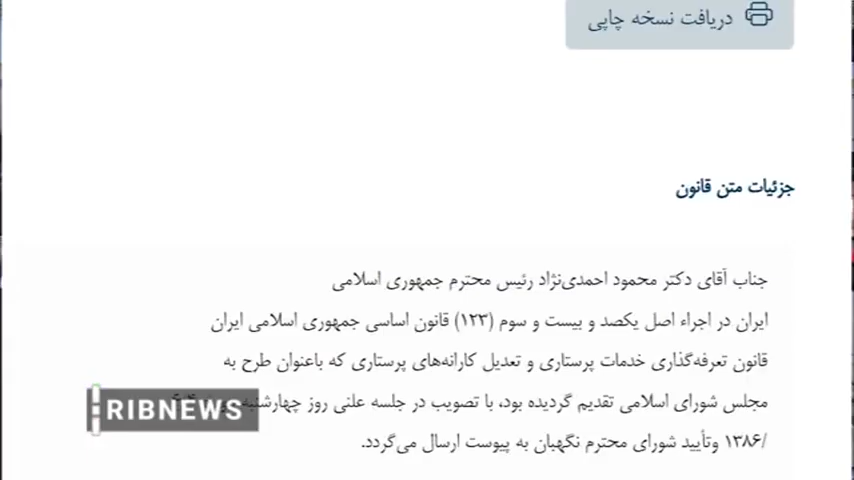 دریافت نسخه چاپی
جزئیات متن قانون
جناب آقای دکتر محمود احمدی‌نژاد رئیس محترم جمهوری اسلامی
ایران در اجراء اصل یکصد و بیست و سوم (۱۲۳) قانون اساسی جمهوری اسلامی ایران
قانون تعرفه‌گذاری خدمات پرستاری و تعدیل کارانه‌های پرستاری که باعنوان طرح به
مجلس شورای اسلامی تقدیم گردیده بود، با تصویب در جلسه علنی روز چهارشنبه
/۱۳۸۶ وتأیید شورای محترم نگهبان به پیوست ارسال می‌گردد.
RIBNEWS